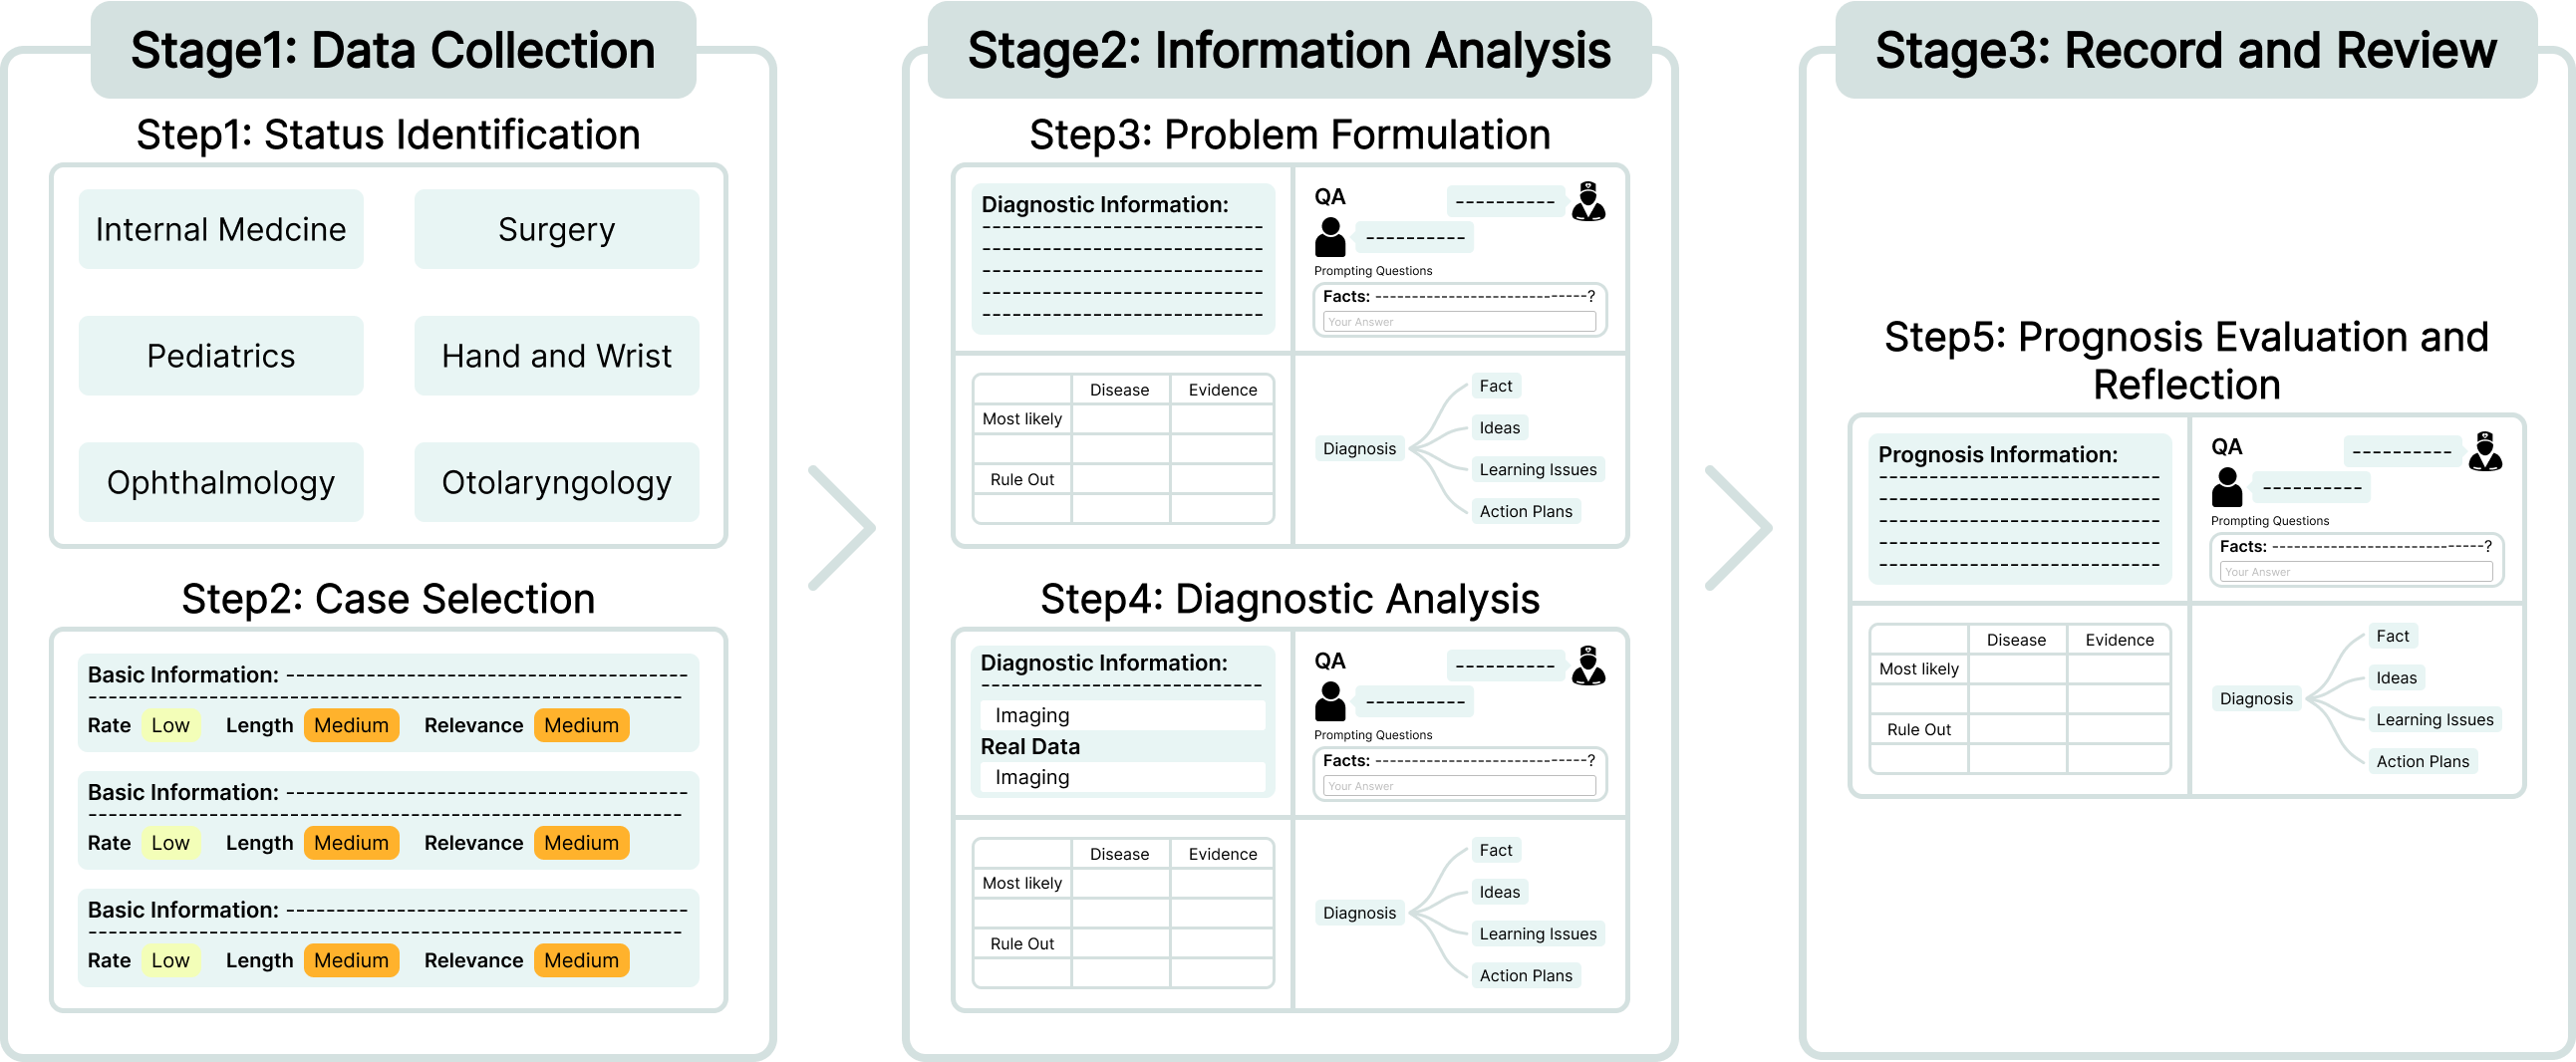 Stage1: Data Collection
Step1: Status Identification
Internal Medcine
Surgery
Pediatrics
Hand and Wrist
Ophthalmology
Otolaryngology
Step2: Case Selection
Basic Information:
Rate Low Length Medium Relevance Medium
Basic Information:
Rate Low Length Medium Relevance Medium
Basic Information:
Rate Low Length Medium Relevance Medium
Stage2: Information Analysis
Step3: Problem Formulation
Diagnostic Information:
QA
Prompting Questions
Facts: ?
Your Answer
Disease Evidence
Most likely
Rule Out
Diagnosis
Fact
Ideas
Learning Issues
Action Plans
Step4: Diagnostic Analysis
Diagnostic Information:
Imaging
Real Data
Imaging
QA
Prompting Questions
Facts: ?
Your Answer
Disease Evidence
Most likely
Rule Out
Diagnosis
Fact
Ideas
Learning Issues
Action Plans
Stage3: Record and Review
Step5: Prognosis Evaluation and
Reflection
Prognosis Information:
QA
Prompting Questions
Facts: ?
Your Answer
Disease Evidence
Most likely
Rule Out
Diagnosis
Fact
Ideas
Learning Issues
Action Plans